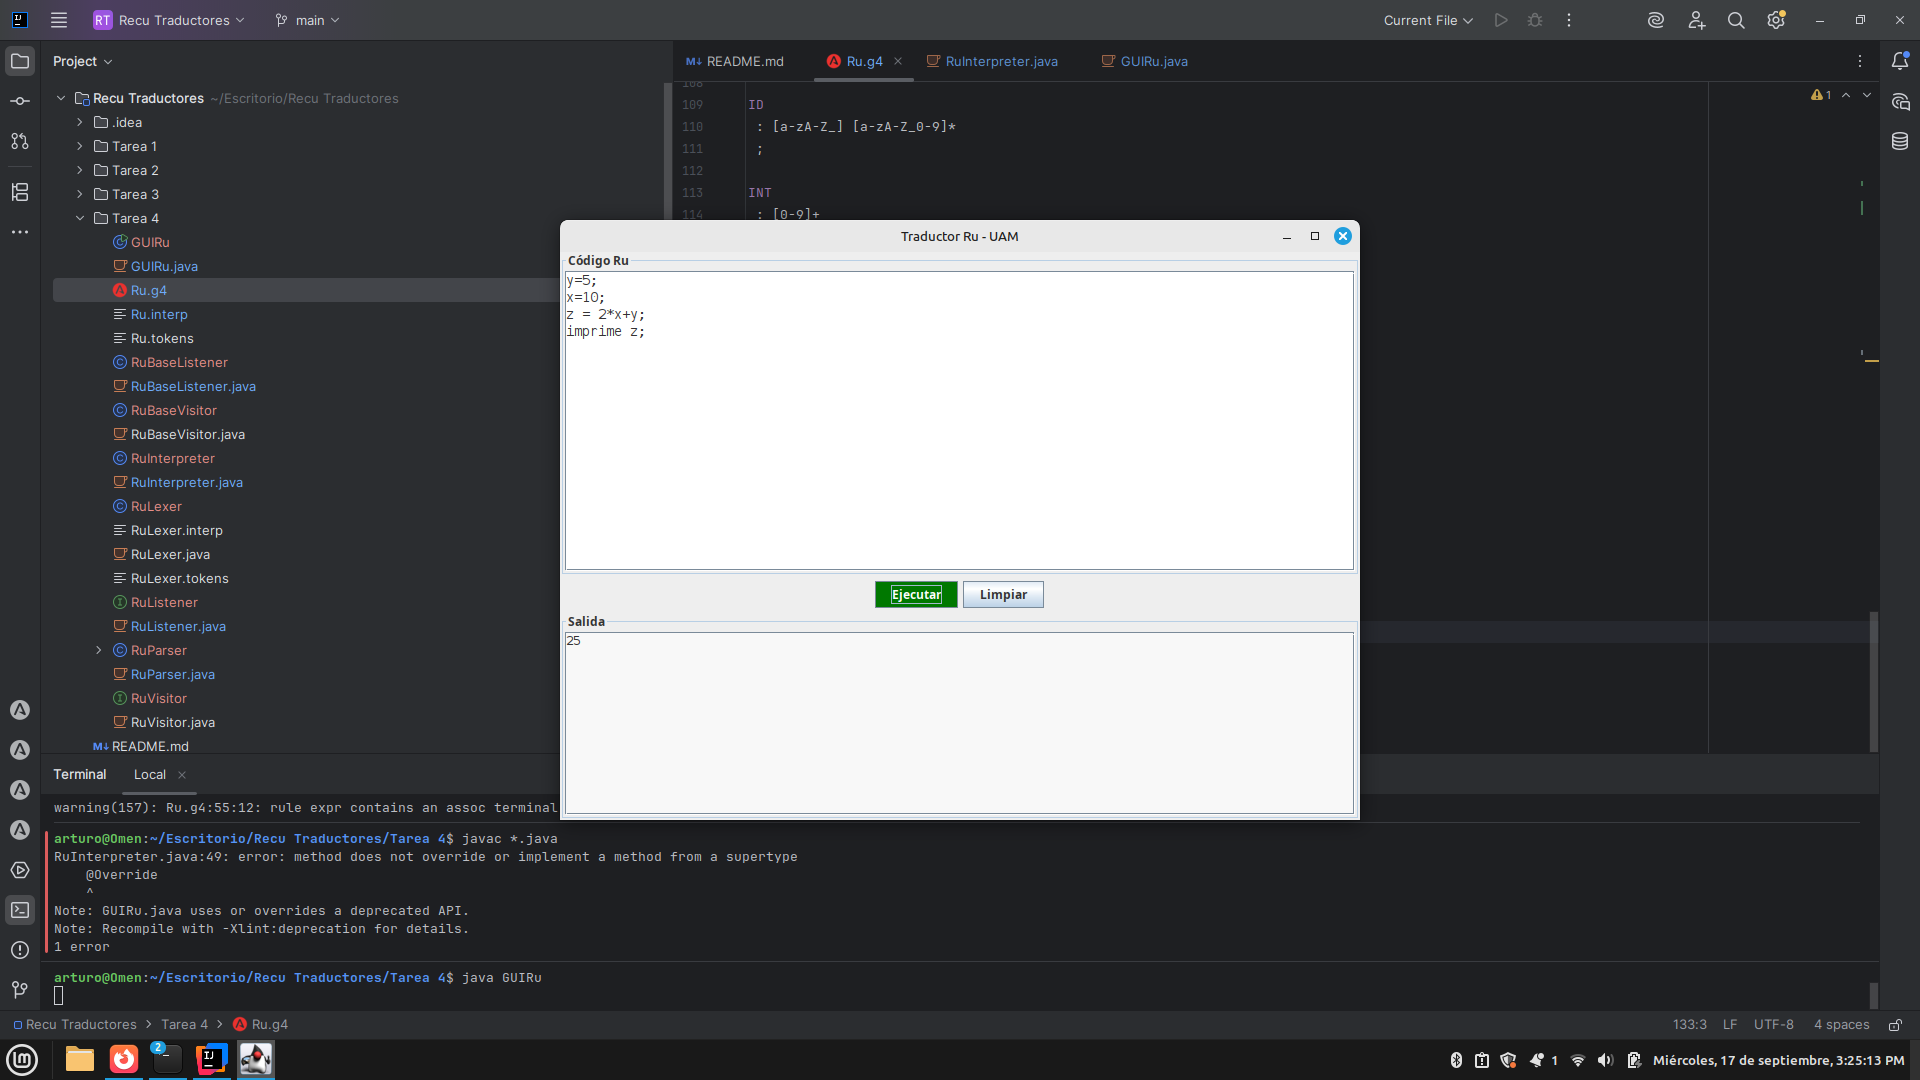 RT Recu Traductores
main
Current File
Project
README.md
Ru.g4
RuInterpreter.java
GUIRu.java
Recu Traductores ~/Escritorio/Recu Traductores
.idea
Tarea 1
Tarea 2
Tarea 3
Tarea 4
GUIRu
GUIRu.java
Ru.g4
Ru.interp
Ru.tokens
RuBaseListener
RuBaseListener.java
RuBaseVisitor
RuBaseVisitor.java
RuInterpreter
RuInterpreter.java
RuLexer
RuLexer.interp
RuLexer.java
RuLexer.tokens
RuListener
RuListener.java
RuParser
RuParser.java
RuVisitor
RuVisitor.java
README.md
108
109 ID
110 : [a-zA-Z_] [a-zA-Z_0-9]*
111 ;
112
113 INT
114 : [0-9]+
1
Traductor Ru - UAM
Código Ru
y=5;
x=10;
z = 2*x+y;
imprime z;
Ejecutar
Limpiar
Salida
25
Terminal
Local
warning(157): Ru.g4:55:12: rule expr contains an assoc terminal
arturo@Omen:~/Escritorio/Recu Traductores/Tarea 4$ javac *.java
RuInterpreter.java:49: error: method does not override or implement a method from a supertype
@Override
^
Note: GUIRu.java uses or overrides a deprecated API.
Note: Recompile with -Xlint:deprecation for details.
1 error
arturo@Omen:~/Escritorio/Recu Traductores/Tarea 4$ java GUIRu
Recu Traductores > Tarea 4 > Ru.g4
133:3 LF UTF-8 4 spaces
2
1
Miércoles, 17 de septiembre, 3:25:13 PM